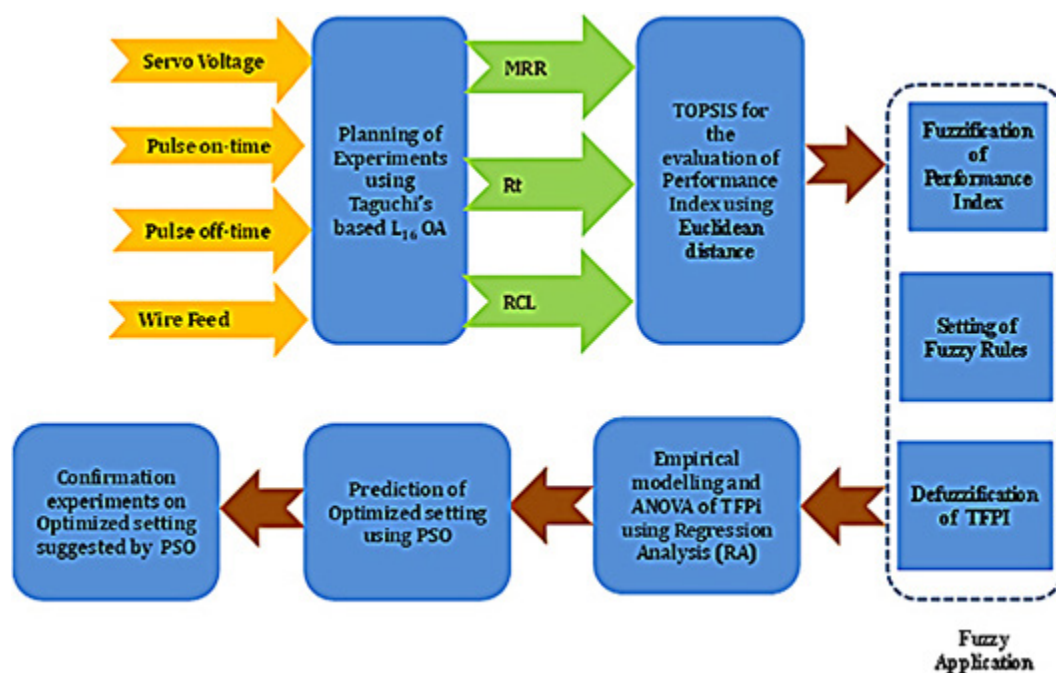 Servo Voltage
Pulse on-time
Pulse off-time
Wire Feed
Planning of
Experiments
using
Taguchi's
based L₁₆ OA
MRR
Rt
RCL
TOPSIS for
the
evaluation of
Performance
Index using
Euclidean
distance
Fuzzification
of
Performance
Index
Setting of
Fuzzy Rules
Defuzzification
of TFPI
Fuzzy
Application
Empirical
modelling and
ANOVA of TFPi
using Regression
Analysis (RA)
Prediction of
Optimized setting
using PSO
Confirmation
experiments on
Optimized setting
suggested by PSO